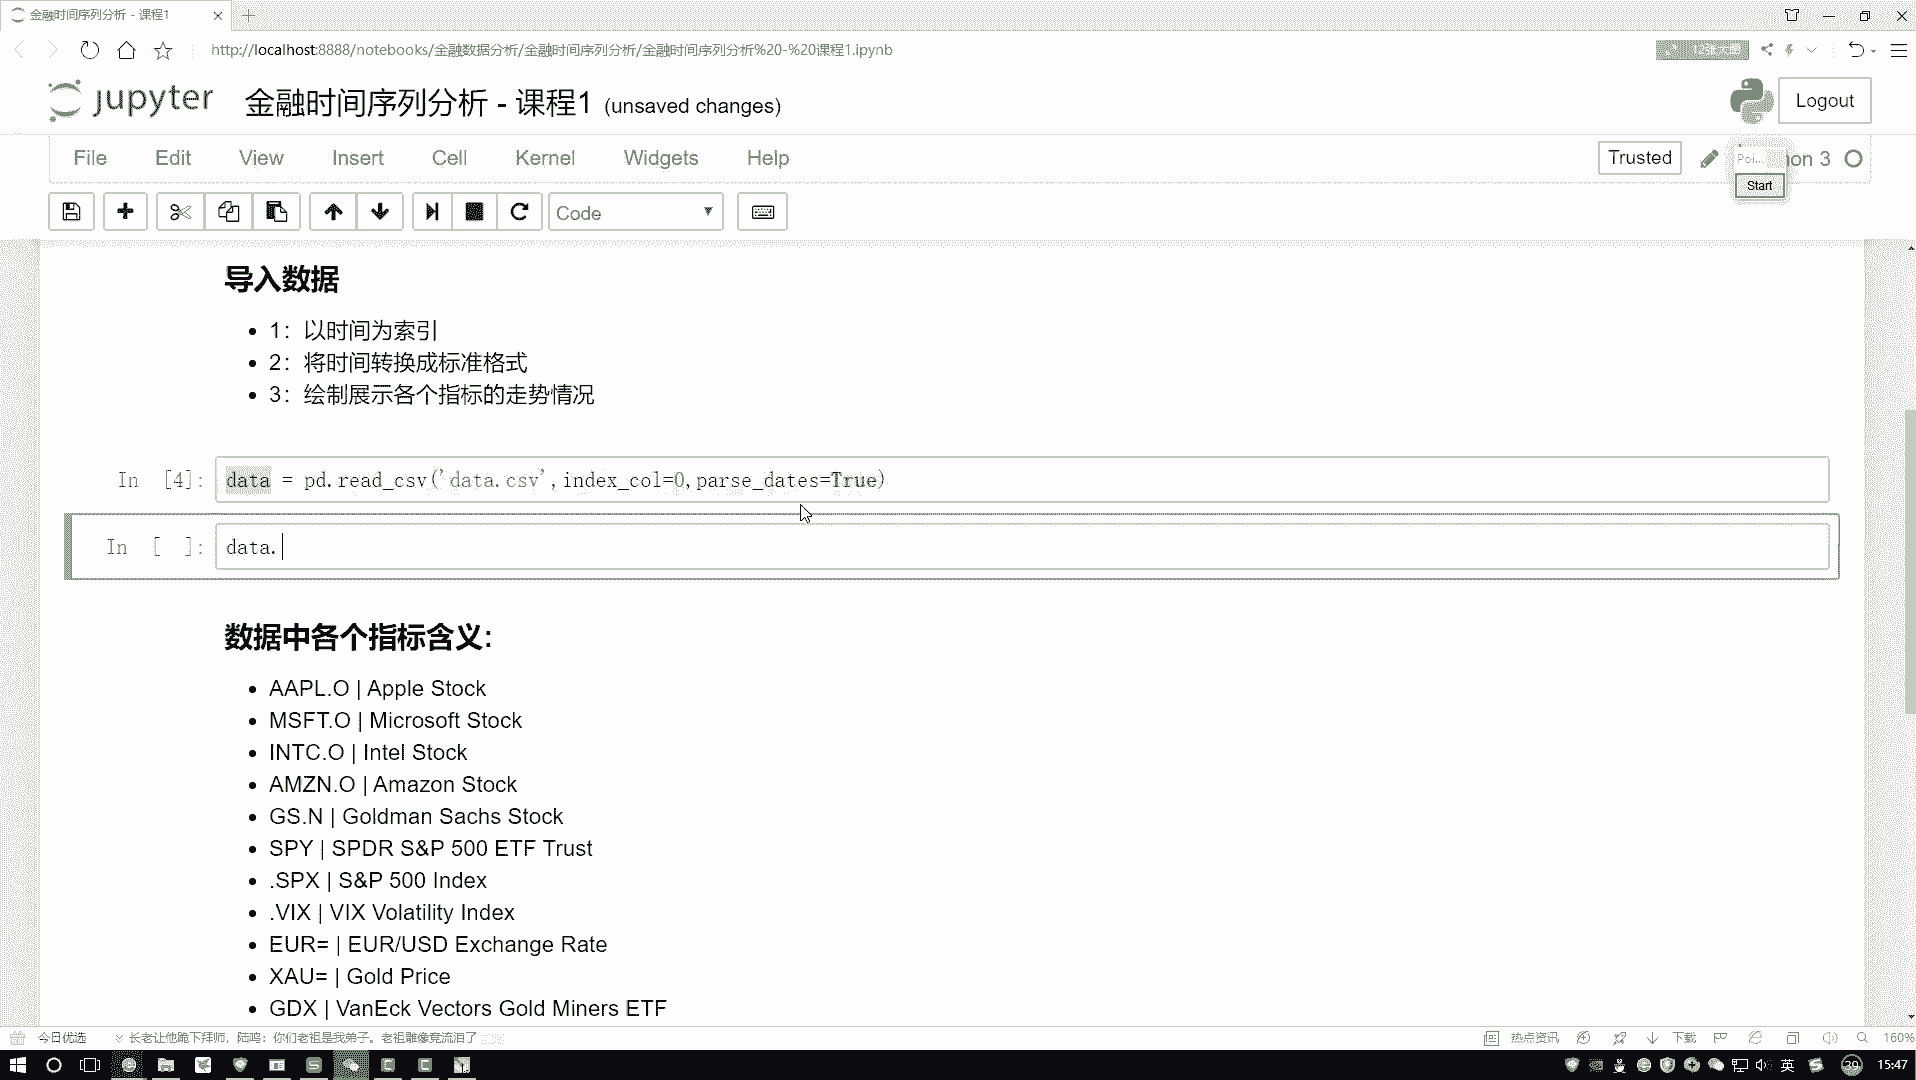 金融时间序列分析 - 课程1
http://localhost:8888/notebooks/金融数据分析/金融时间序列分析/金融时间序列分析%20-%20课程1.ipynb
jupyter 金融时间序列分析 - 课程1 (unsaved changes)
Logout
File Edit View Insert Cell Kernel Widgets Help
Trusted
Poi... on 3
Start
Code
导入数据
• 1：以时间为索引
• 2：将时间转换成标准格式
• 3：绘制展示各个指标的走势情况
In [4]: data = pd.read_csv('data.csv',index_col=0,parse_dates=True)
In [ ]: data.
数据中各个指标含义:
• AAPL.O | Apple Stock
• MSFT.O | Microsoft Stock
• INTC.O | Intel Stock
• AMZN.O | Amazon Stock
• GS.N | Goldman Sachs Stock
• SPY | SPDR S&P 500 ETF Trust
• .SPX | S&P 500 Index
• .VIX | VIX Volatility Index
• EUR= | EUR/USD Exchange Rate
• XAU= | Gold Price
• GDX | VanEck Vectors Gold Miners ETF
今日优选 长老让他跪下拜师，陆鸣：你们老祖是我弟子。老祖雕像竟流泪了
热点资讯 下载 160%
英 39 15:47